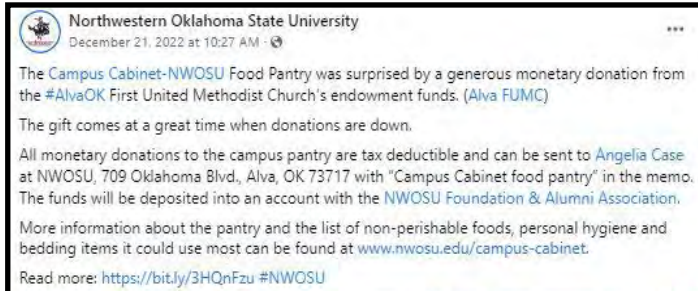 Northwestern Oklahoma State University
December 21, 2022 at 10:27 AM ·
The Campus Cabinet-NWOSU Food Pantry was surprised by a generous monetary donation from
the #AlvaOK First United Methodist Church's endowment funds. (Alva FUMC)
The gift comes at a great time when donations are down.
All monetary donations to the campus pantry are tax deductible and can be sent to Angelia Case
at NWOSU, 709 Oklahoma Blvd., Alva, OK 73717 with "Campus Cabinet food pantry" in the memo.
The funds will be deposited into an account with the NWOSU Foundation & Alumni Association.
More information about the pantry and the list of non-perishable foods, personal hygiene and
bedding items it could use most can be found at www.nwosu.edu/campus-cabinet.
Read more: https://bit.ly/3HQnFzu #NWOSU